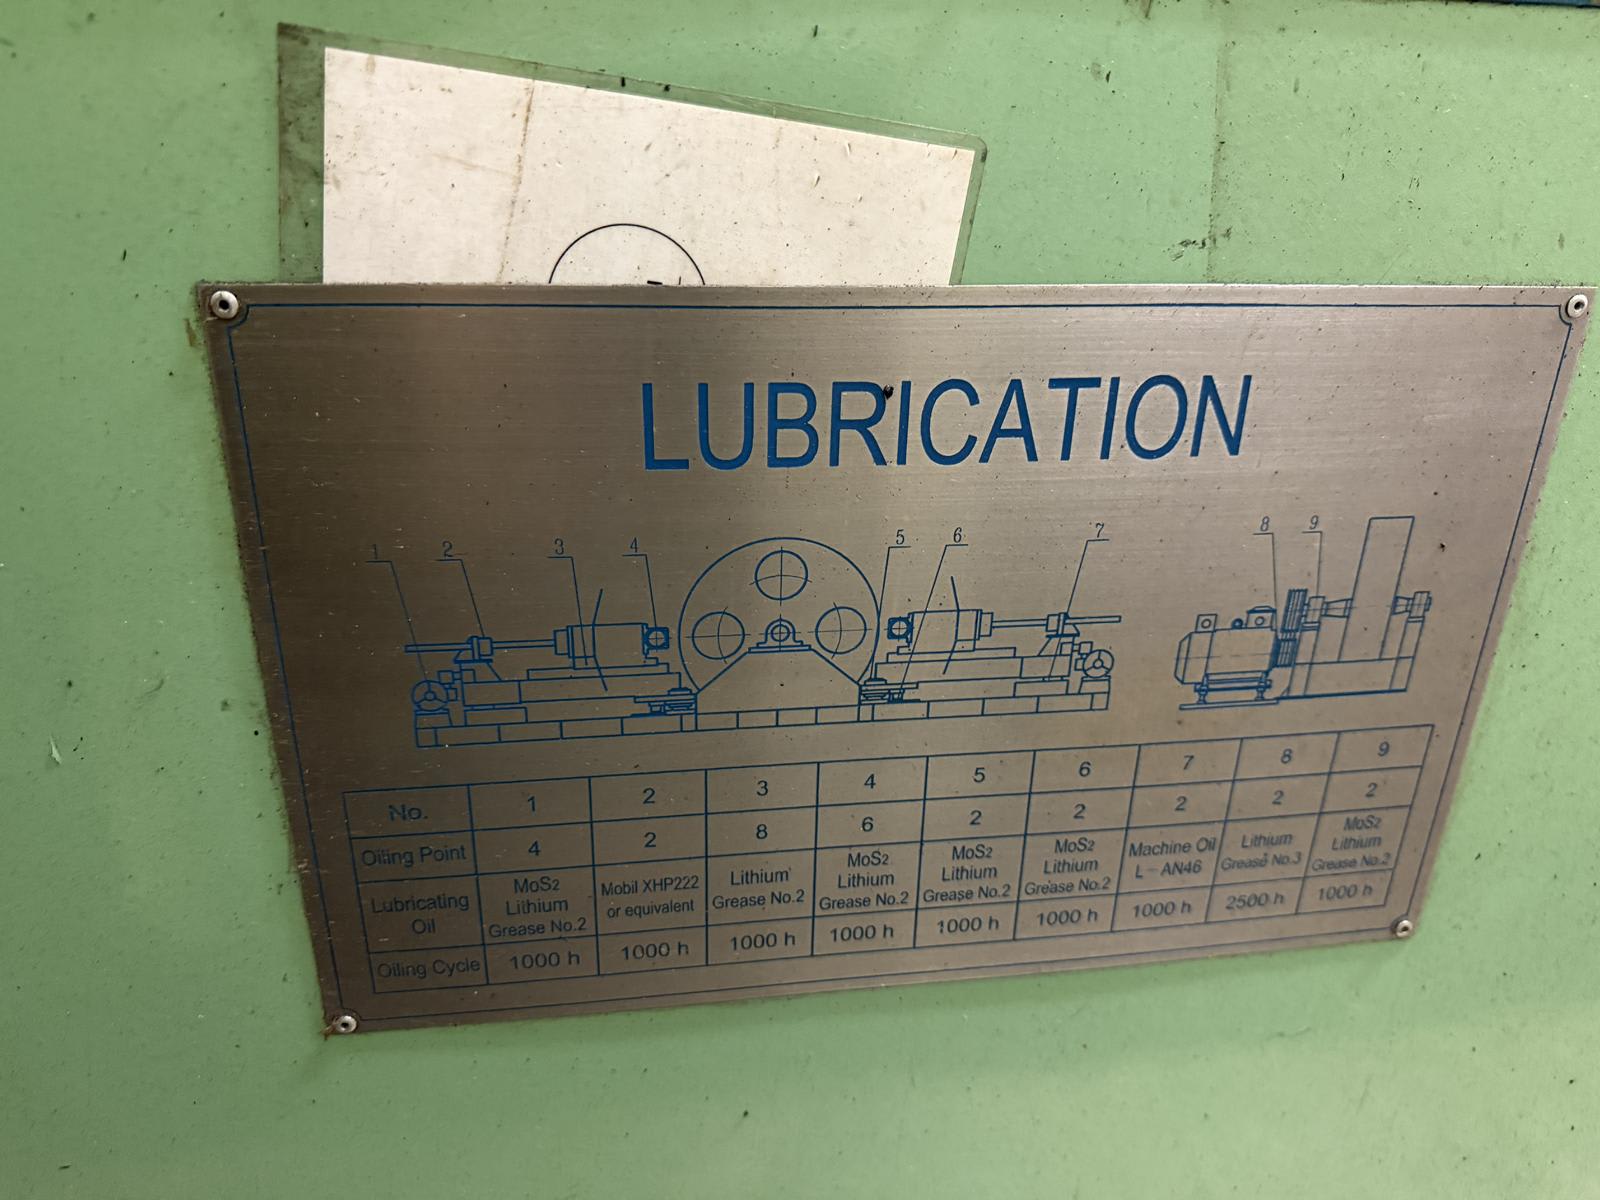 LUBRICATION
1 2 3 4 5 6 7 8 9
No. 1 2 3 4 5 6 7 8 9
Oiling Point 4 2 8 6 2 2 2 2 2
Lubricating Oil MoS2 Lithium Grease No.2 Mobil XHP222 or equivalent Lithium Grease No.2 MoS2 Lithium Grease No.2 MoS2 Lithium Grease No.2 MoS2 Lithium Grease No.2 Machine Oil L-AN46 Lithium Grease No.3 MoS2 Lithium Grease No.2
Oiling Cycle 1000 h 1000 h 1000 h 1000 h 1000 h 1000 h 1000 h 2500 h 1000 h